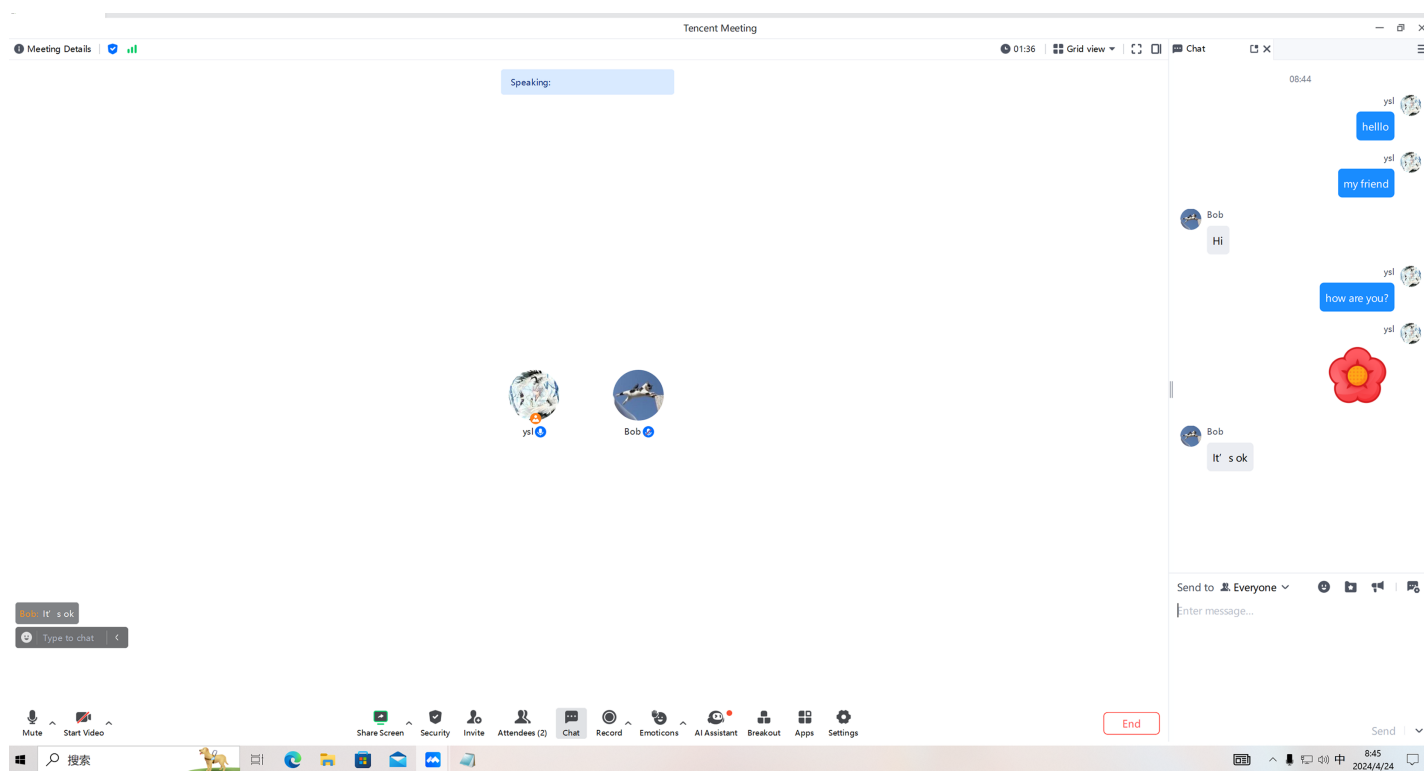 Tencent Meeting
Meeting Details
01:36
Grid view
Chat
Speaking:
08:44
ysl
helllo
ysl
my friend
Bob
Hi
ysl
how are you?
ysl
Bob
It' s ok
ysl
Bob
Send to Everyone
Enter message...
Bob: It' s ok
Type to chat
Mute
Start Video
Share Screen
Security
Invite
Attendees (2)
Chat
Record
Emoticons
AI Assistant
Breakout
Apps
Settings
End
Send
搜索
中
8:45
2024/4/24